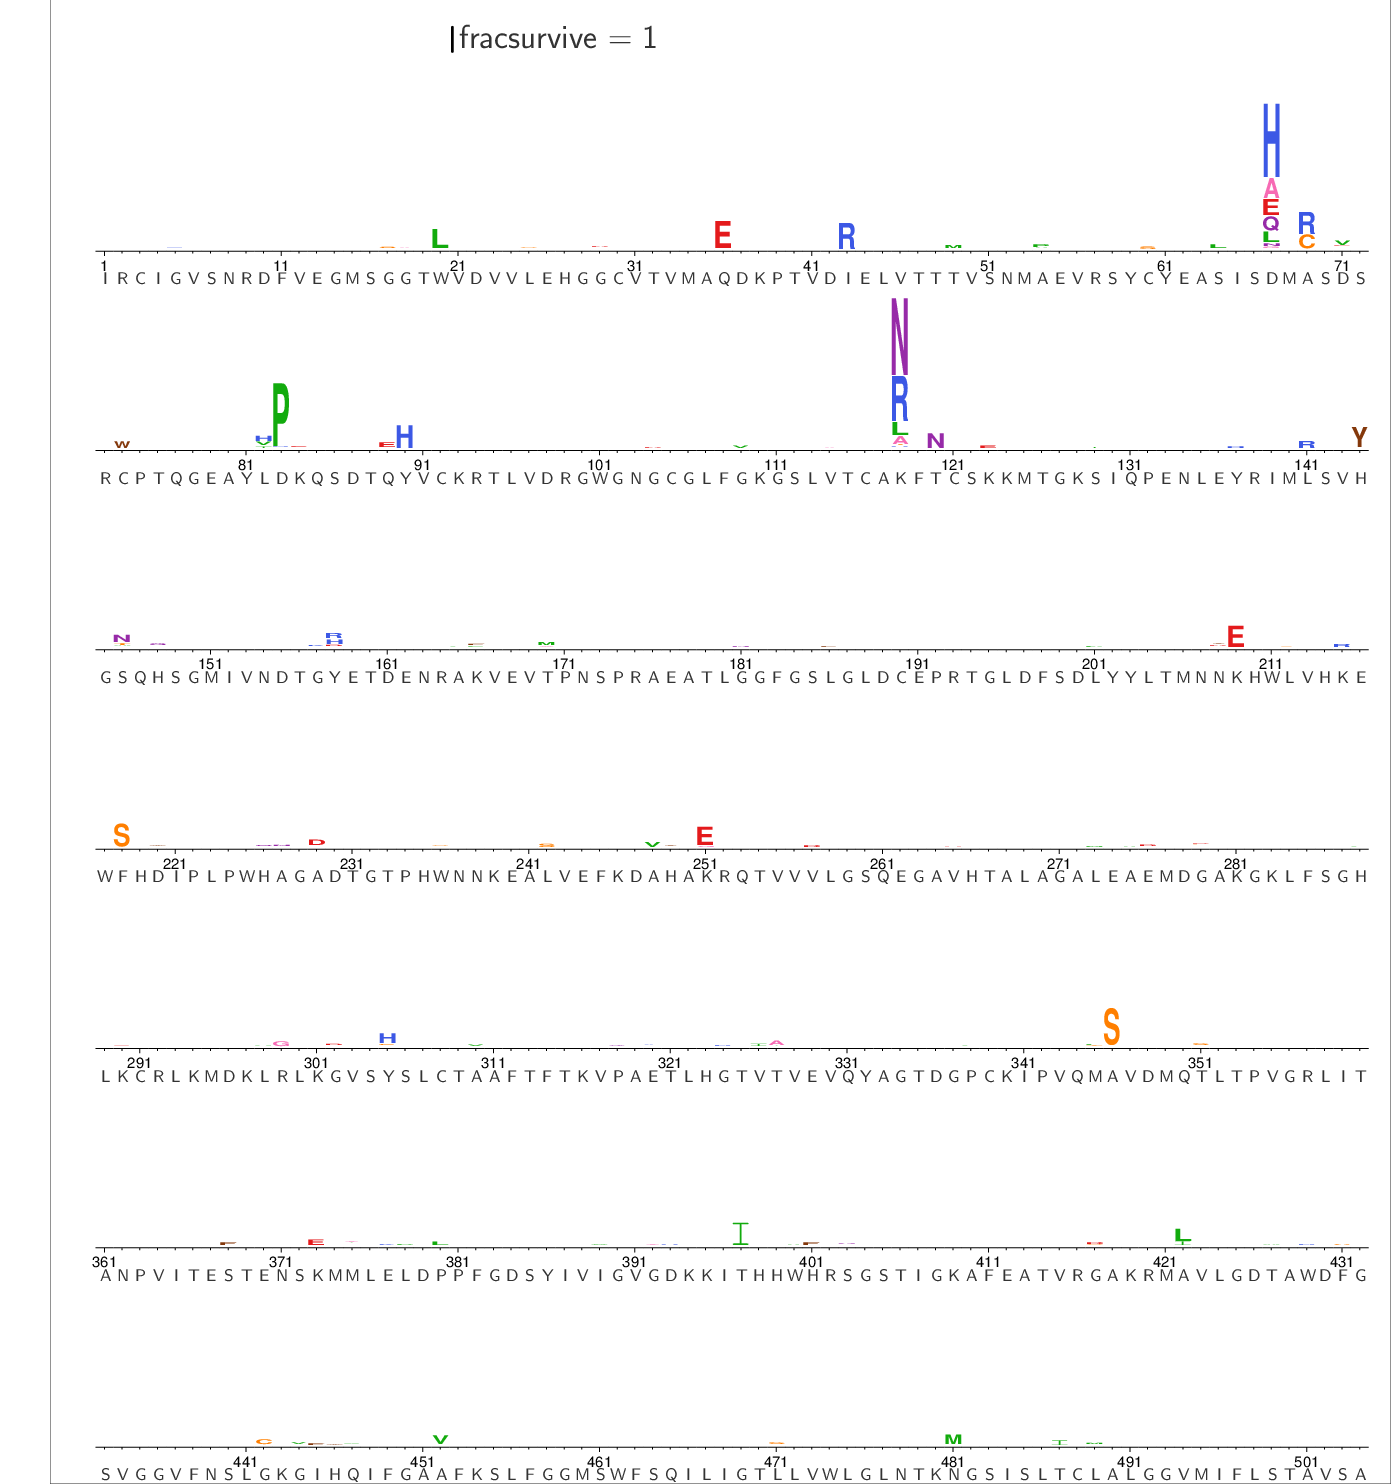 fracsurvive = 1
H
A
E
Q
L
R
C
L
E
R
1 11 21 31 41 51 61 71
I R C I G V S N R D F V E G M S G G T W V D V V L E H G G C V T V M A Q D K P T V D I E L V T T T V S N M A E V R S Y C Y E A S I S D M A S D S
N
R
L
A
P
H
W
E H
N
R
Y
81 91 101 111 121 131 141
R C P T Q G E A Y L D K Q S D T Q Y V C K R T L V D R G W G N G C G L F G K G S L V T C A K F T C S K K M T G K S I Q P E N L E Y R I M L S V H
N
R
H
M
E
151 161 171 181 191 201 211
G S Q H S G M I V N D T G Y E T D E N R A K V E V T P N S P R A E A T L G G F G S L G L D C E P R T G L D F S D L Y Y L T M N N K H W L V H K E
S
D
V
E
221 231 241 251 261 271 281
W F H D I P L P W H A G A D T G T P H W N N K E A L V E F K D A H A K R Q T V V V L G S Q E G A V H T A L A G A L E A E M D G A K G K L F S G H
H
A
S
291 301 311 321 331 341 351
L K C R L K M D K L R L K G V S Y S L C T A A F T F T K V P A E T L H G T V T V E V Q Y A G T D G P C K I P V Q M A V D M Q T L T P V G R L I T
E
L
I
L
361 371 381 391 401 411 421 431
A N P V I T E S T E N S K M M L E L D P P F G D S Y I V I G V G D K K I T H H W H R S G S T I G K A F E A T V R G A K R M A V L G D T A W D F G
V
M
441 451 461 471 481 491 501
S V G G V F N S L G K G I H Q I F G A A F K S L F G G M S W F S Q I L I G T L L V W L G L N T K N G S I S L T C L A L G G V M I F L S T A V S A